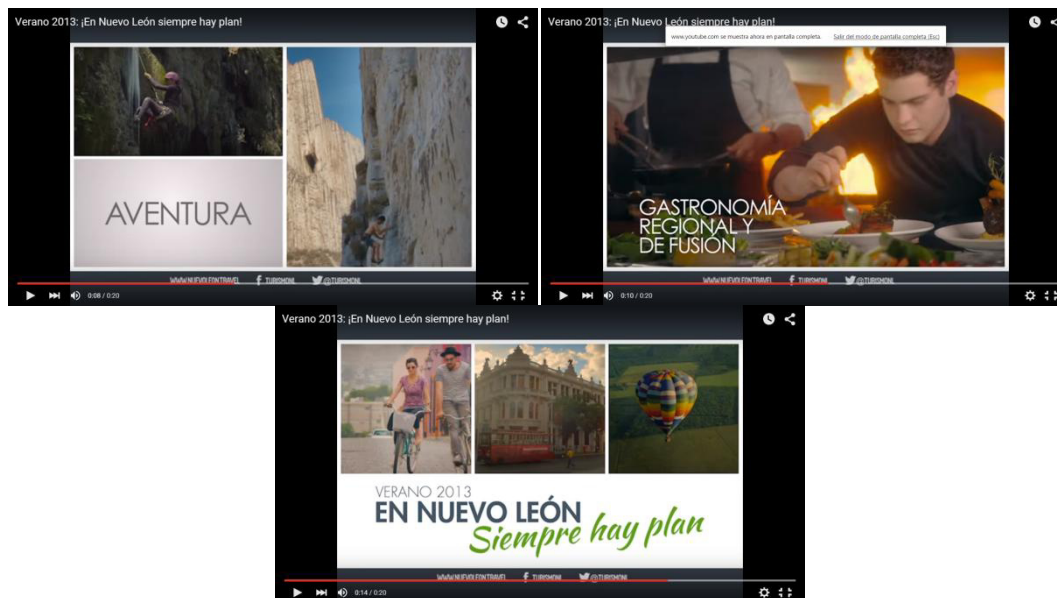 Verano 2013: ¡En Nuevo León siempre hay plan!
AVENTURA
WWW.NUEVOLEON.TRAVEL TURISMONL @TURISMONL
0:08 / 0:20
Verano 2013: ¡En Nuevo León siempre hay plan!
www.youtube.com se muestra ahora en pantalla completa. Salir del modo de pantalla completa (Esc)
GASTRONOMÍA
REGIONAL Y
DE FUSIÓN
WWW.NUEVOLEON.TRAVEL TURISMONL @TURISMONL
0:10 / 0:20
Verano 2013: ¡En Nuevo León siempre hay plan!
VERANO 2013
EN NUEVO LEÓN
Siempre hay plan
WWW.NUEVOLEON.TRAVEL TURISMONL @TURISMONL
0:14 / 0:20